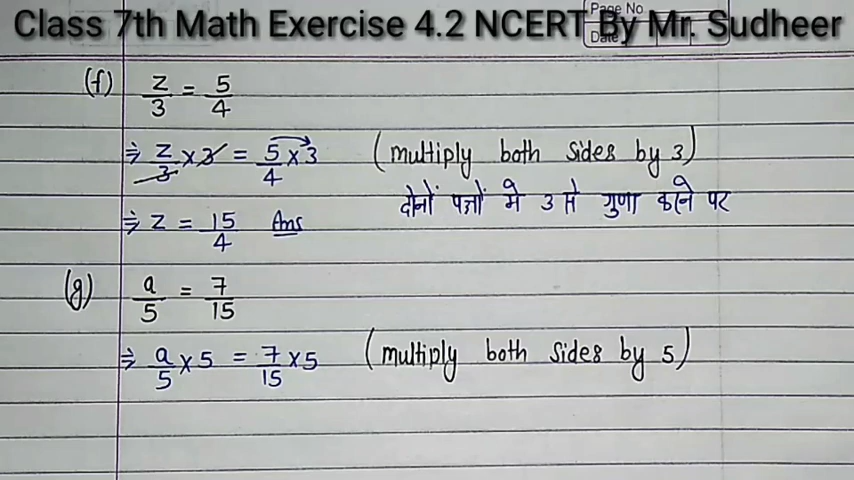 Class 7th Math Exercise 4.2 NCERT By Mr. Sudheer
Page No
Date
(f) z/3 = 5/4
⇒ z/3 × 3 = 5/4 × 3 (multiply both sides by 3)
दोनों पक्षों में 3 से गुणा करने पर
⇒ z = 15/4 Ans
(g) a/5 = 7/15
⇒ a/5 × 5 = 7/15 × 5 (multiply both sides by 5)